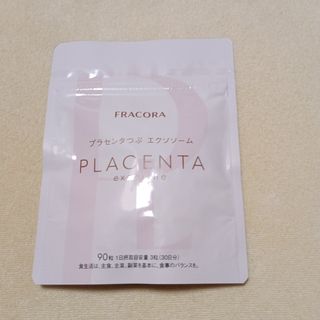 FRACORA
プラセンタつぶ エクソソーム
PLACENTA
exosome
90粒 1日摂取目安量 3粒(30日分)
食生活は、主食、主菜、副菜を基本に、食事のバランスを。